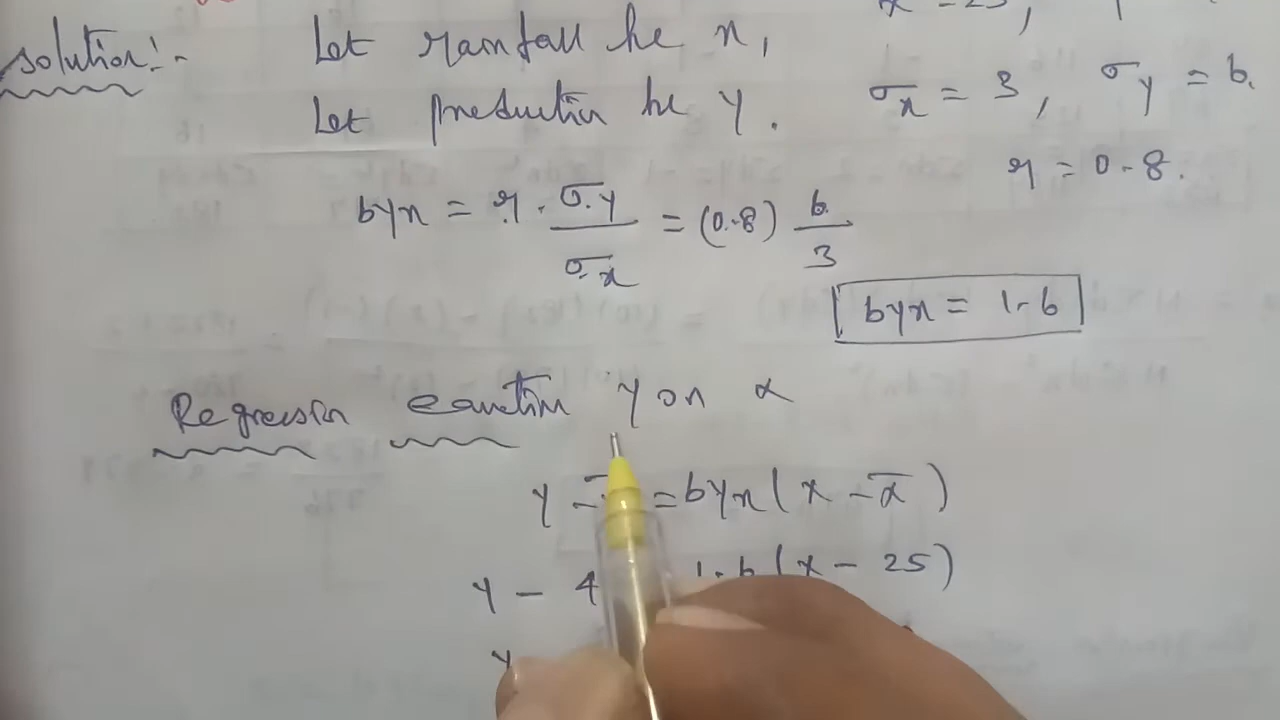 x̄ = 25,
solution:- Let rainfall be x,
Let production be y. σx = 3, σy = 6.
r = 0.8.
byx = r. σy/σx = (0.8) 6/3
byx = 1.6
Regression equation y on x
y - = byx (x - x̄)
y - 4 1.6 (x - 25)
y